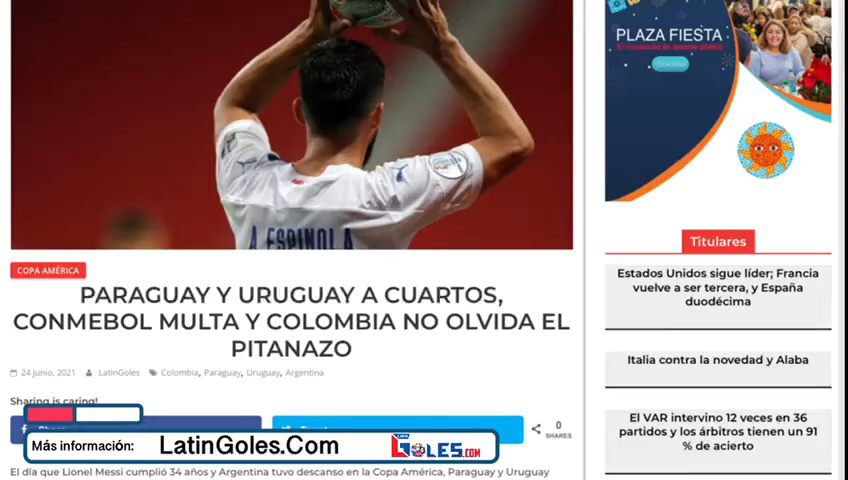 A. ESPINOLA
COPA AMÉRICA
PARAGUAY Y URUGUAY A CUARTOS,
CONMEBOL MULTA Y COLOMBIA NO OLVIDA EL
PITANAZO
24 junio, 2021 LatinGoles Colombia, Paraguay, Uruguay, Argentina
Sharing is caring!
0
SHARES
Más información: LatinGoles.Com
GOLES.COM
El día que Lionel Messi cumplió 34 años y Argentina tuvo descanso en la Copa América, Paraguay y Uruguay
PLAZA FIESTA
Titulares
Estados Unidos sigue líder; Francia
vuelve a ser tercera, y España
duodécima
Italia contra la novedad y Alaba
El VAR intervino 12 veces en 36
partidos y los árbitros tienen un 91
% de acierto